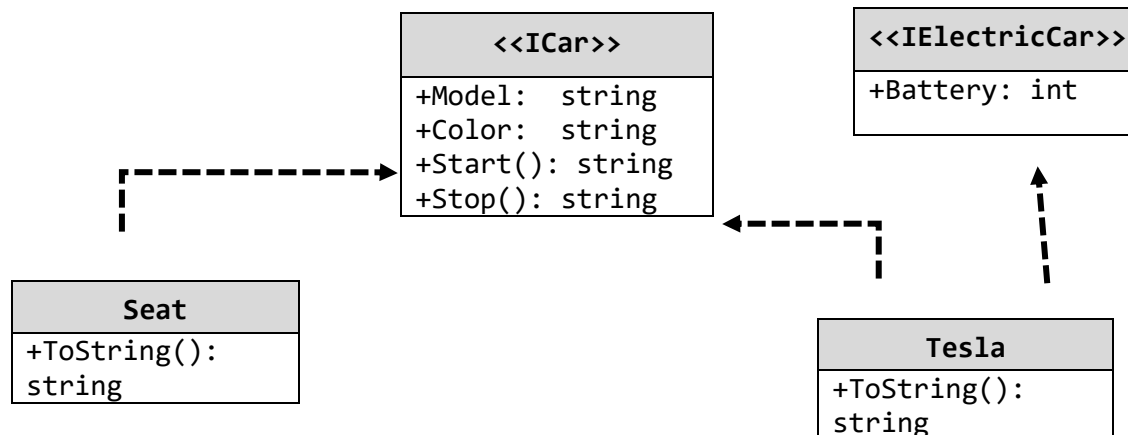 <<ICar>>
+Model:  string
+Color:  string
+Start(): string
+Stop(): string
<<IElectricCar>>
+Battery: int
Seat
+ToString():
string
Tesla
+ToString():
string